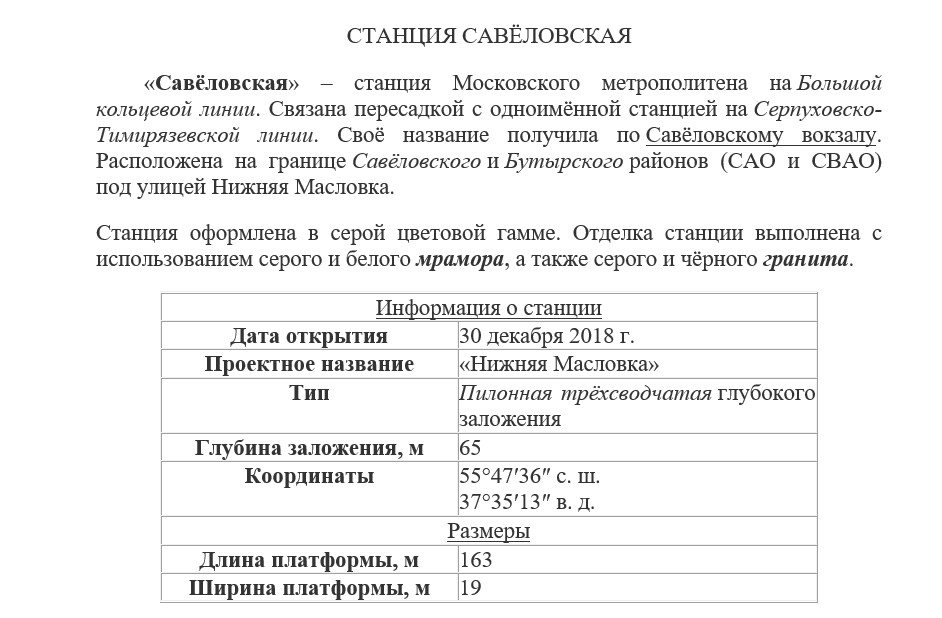 СТАНЦИЯ САВЁЛОВСКАЯ
«Савёловская» – станция Московского метрополитена на Большой
кольцевой линии. Связана пересадкой с одноимённой станцией на Серпуховско-
Тимирязевской линии. Своё название получила по Савёловскому вокзалу.
Расположена на границе Савёловского и Бутырского районов (САО и СВАО)
под улицей Нижняя Масловка.
Станция оформлена в серой цветовой гамме. Отделка станции выполнена с
использованием серого и белого мрамора, а также серого и чёрного гранита.
Информация о станции
Дата открытия 30 декабря 2018 г.
Проектное название «Нижняя Масловка»
Тип Пилонная трёхсводчатая глубокого
заложения
Глубина заложения, м 65
Координаты 55°47′36″ с. ш.
37°35′13″ в. д.
Размеры
Длина платформы, м 163
Ширина платформы, м 19